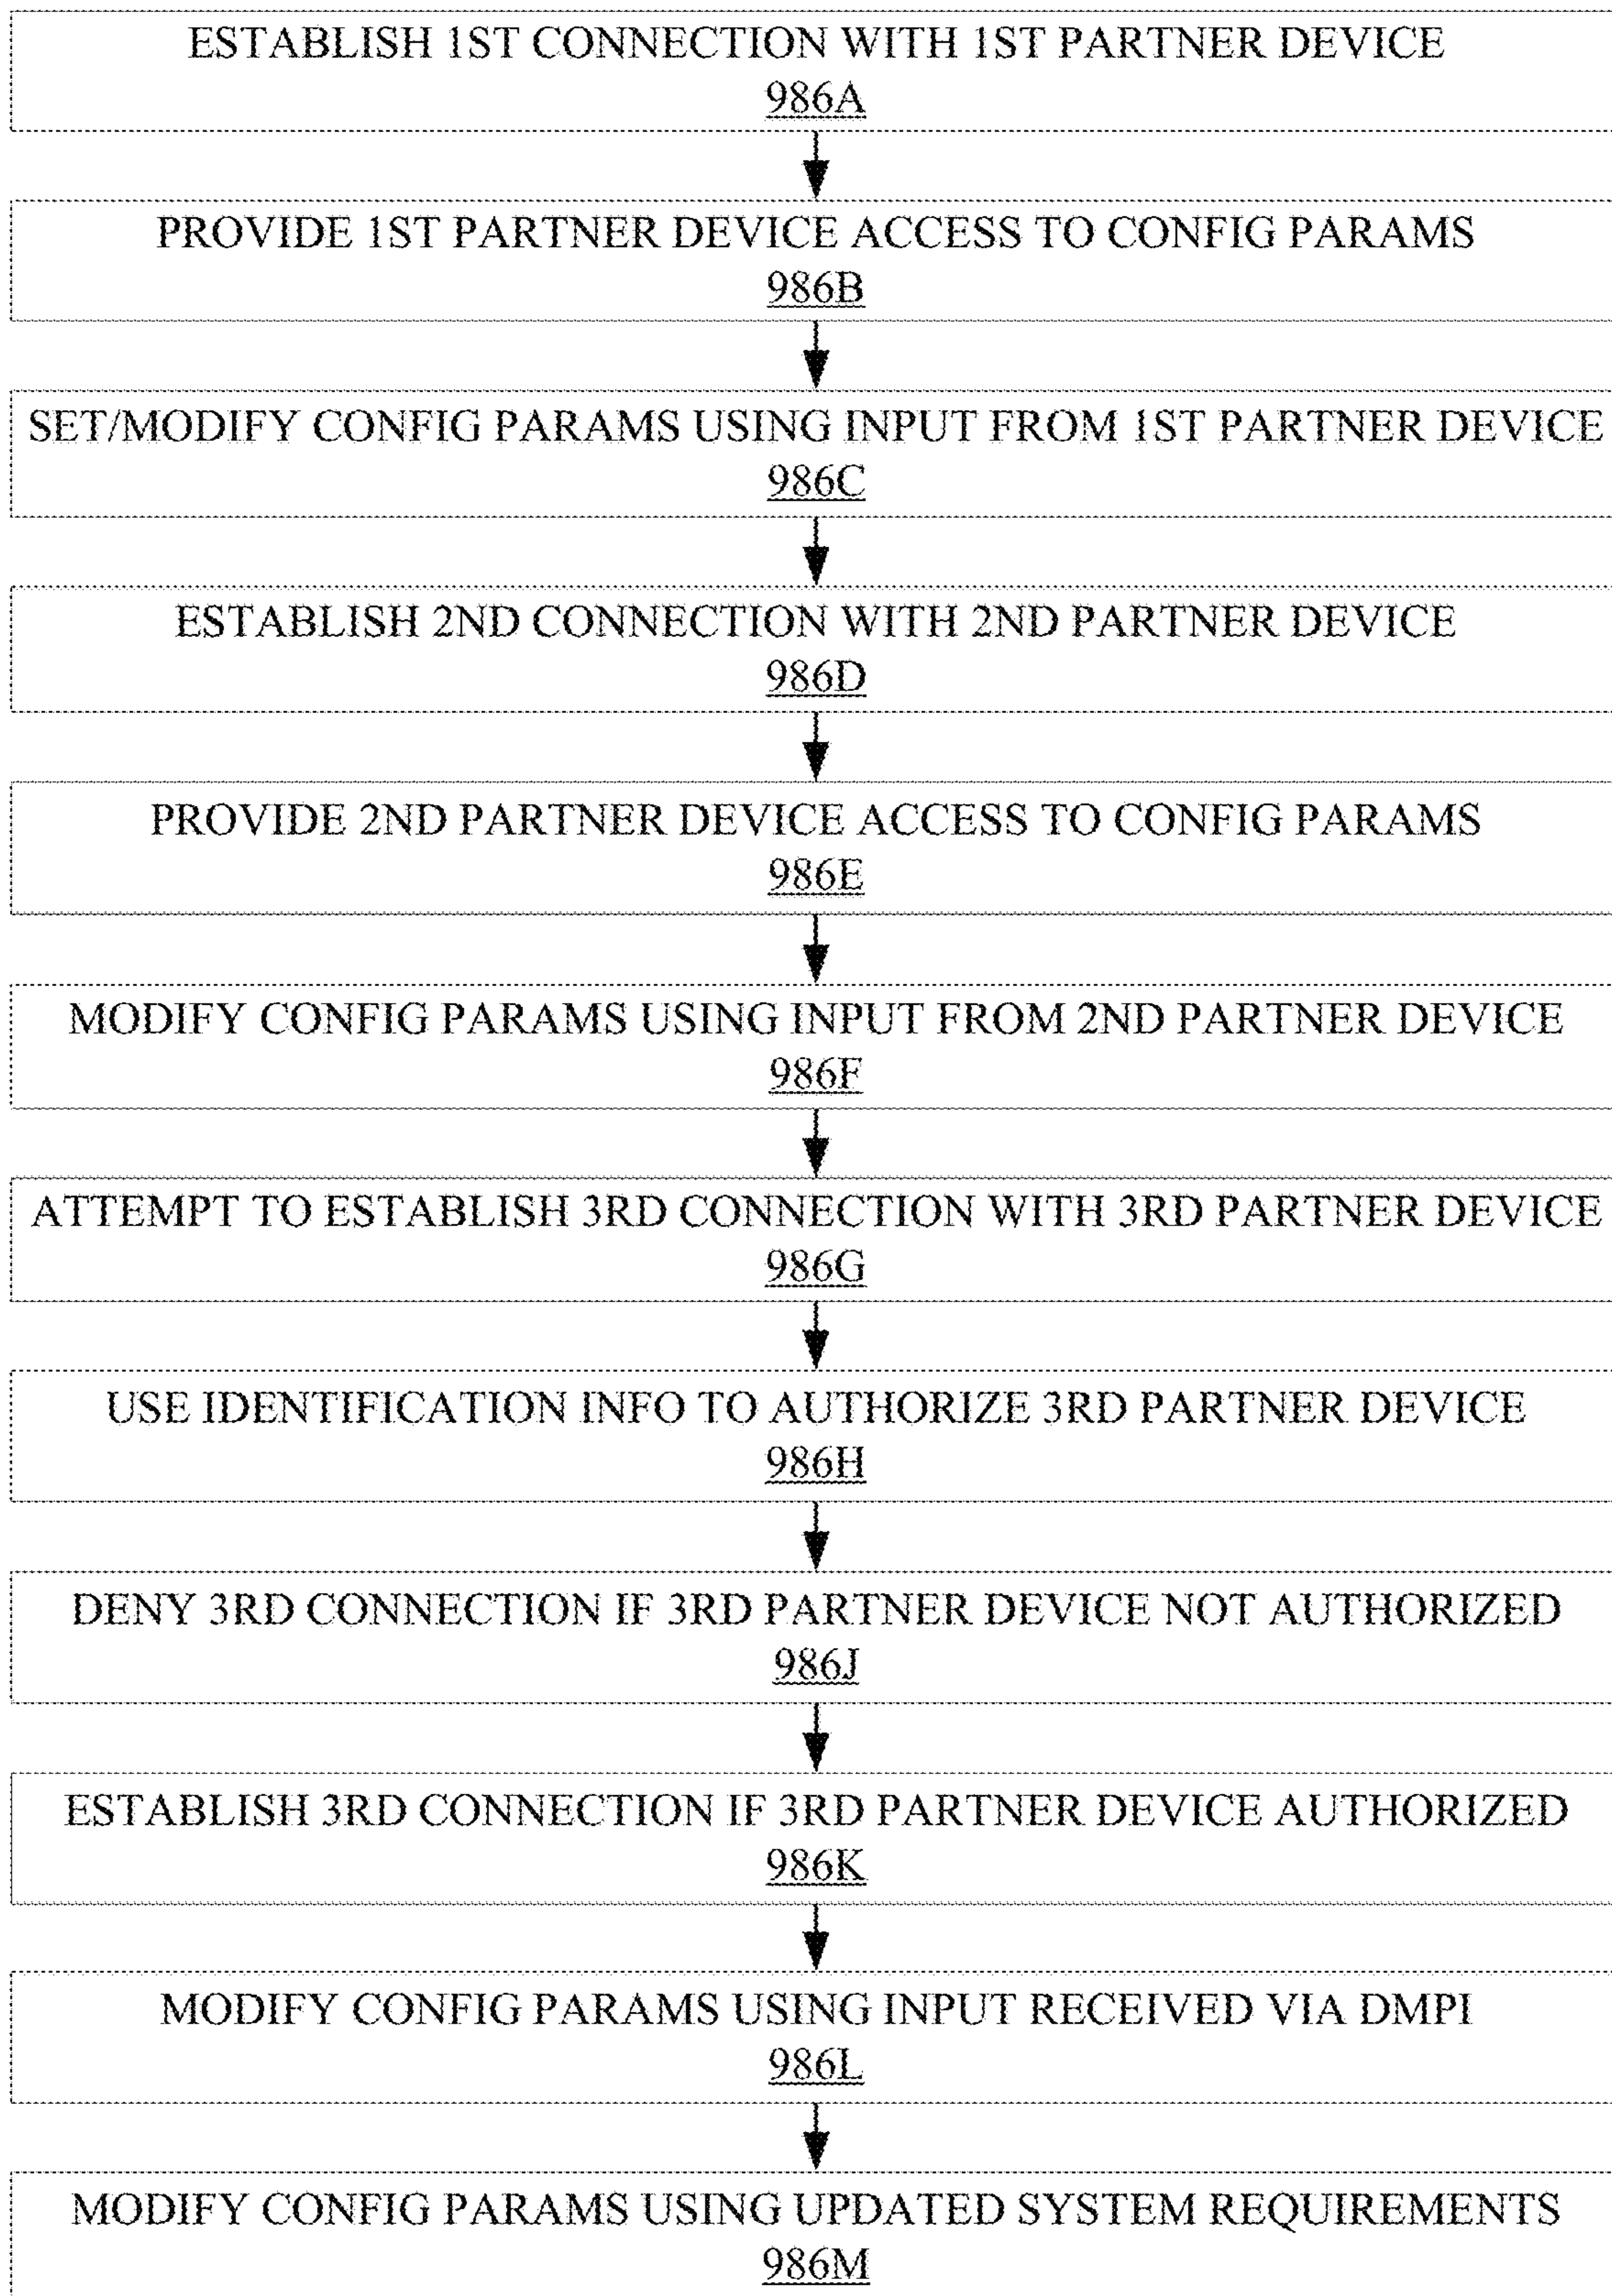 ESTABLISH 1ST CONNECTION WITH 1ST PARTNER DEVICE
986A
PROVIDE 1ST PARTNER DEVICE ACCESS TO CONFIG PARAMS
986B
SET/MODIFY CONFIG PARAMS USING INPUT FROM 1ST PARTNER DEVICE
986C
ESTABLISH 2ND CONNECTION WITH 2ND PARTNER DEVICE
986D
PROVIDE 2ND PARTNER DEVICE ACCESS TO CONFIG PARAMS
986E
MODIFY CONFIG PARAMS USING INPUT FROM 2ND PARTNER DEVICE
986F
ATTEMPT TO ESTABLISH 3RD CONNECTION WITH 3RD PARTNER DEVICE
986G
USE IDENTIFICATION INFO TO AUTHORIZE 3RD PARTNER DEVICE
986H
DENY 3RD CONNECTION IF 3RD PARTNER DEVICE NOT AUTHORIZED
986J
ESTABLISH 3RD CONNECTION IF 3RD PARTNER DEVICE AUTHORIZED
986K
MODIFY CONFIG PARAMS USING INPUT RECEIVED VIA DMPI
986L
MODIFY CONFIG PARAMS USING UPDATED SYSTEM REQUIREMENTS
986M